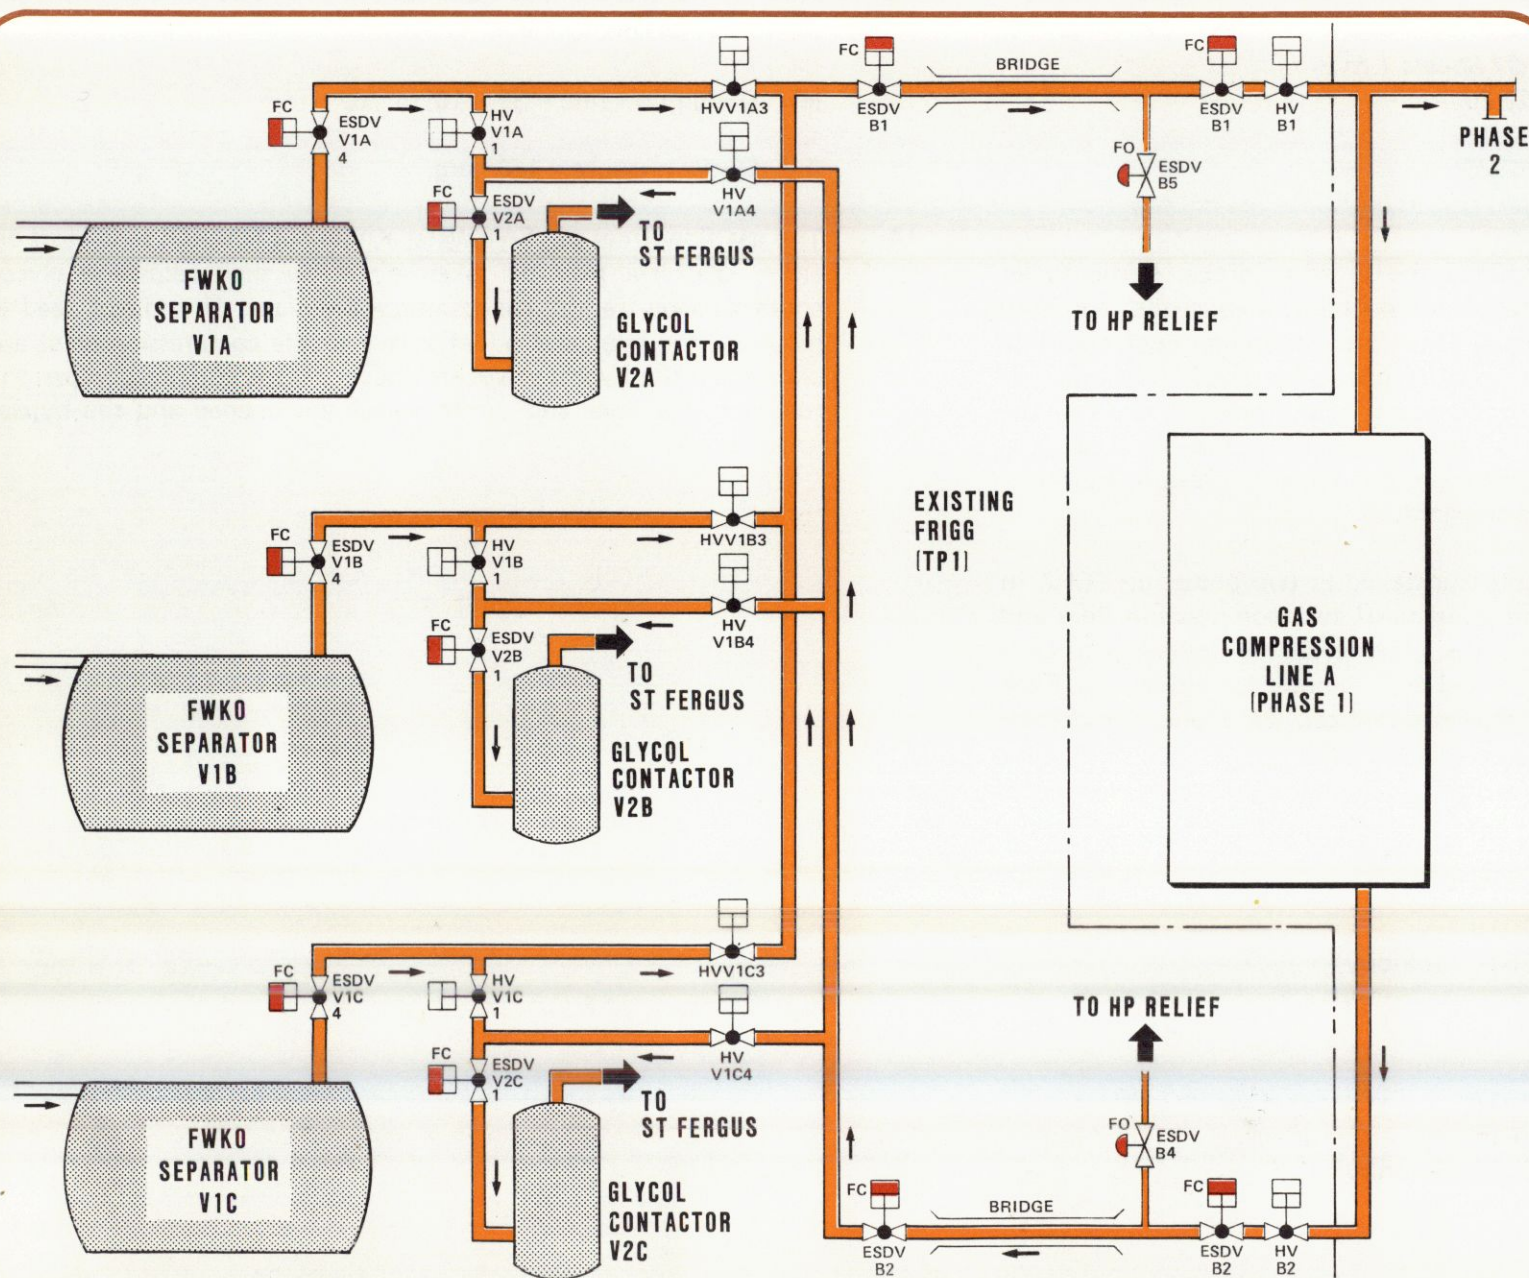 FC
ESDV
V1A
4
HV
V1A
1
HVV1A3
FC
ESDV
B1
BRIDGE
FC
ESDV
B1
HV
B1
PHASE
2
FC
ESDV
V2A
1
HV
V1A4
FO
ESDV
B5
TO
ST FERGUS
TO HP RELIEF
FWKO
SEPARATOR
V1A
GLYCOL
CONTACTOR
V2A
FC
ESDV
V1B
4
HV
V1B
1
HVV1B3
EXISTING
FRIGG
(TP1)
FC
ESDV
V2B
1
HV
V1B4
TO
ST FERGUS
FWKO
SEPARATOR
V1B
GLYCOL
CONTACTOR
V2B
GAS
COMPRESSION
LINE A
(PHASE 1)
FC
ESDV
V1C
4
HV
V1C
1
HVV1C3
FC
ESDV
V2C
1
HV
V1C4
TO
ST FERGUS
TO HP RELIEF
FO
ESDV
B4
FWKO
SEPARATOR
V1C
GLYCOL
CONTACTOR
V2C
FC
ESDV
B2
BRIDGE
FC
ESDV
B2
HV
B2